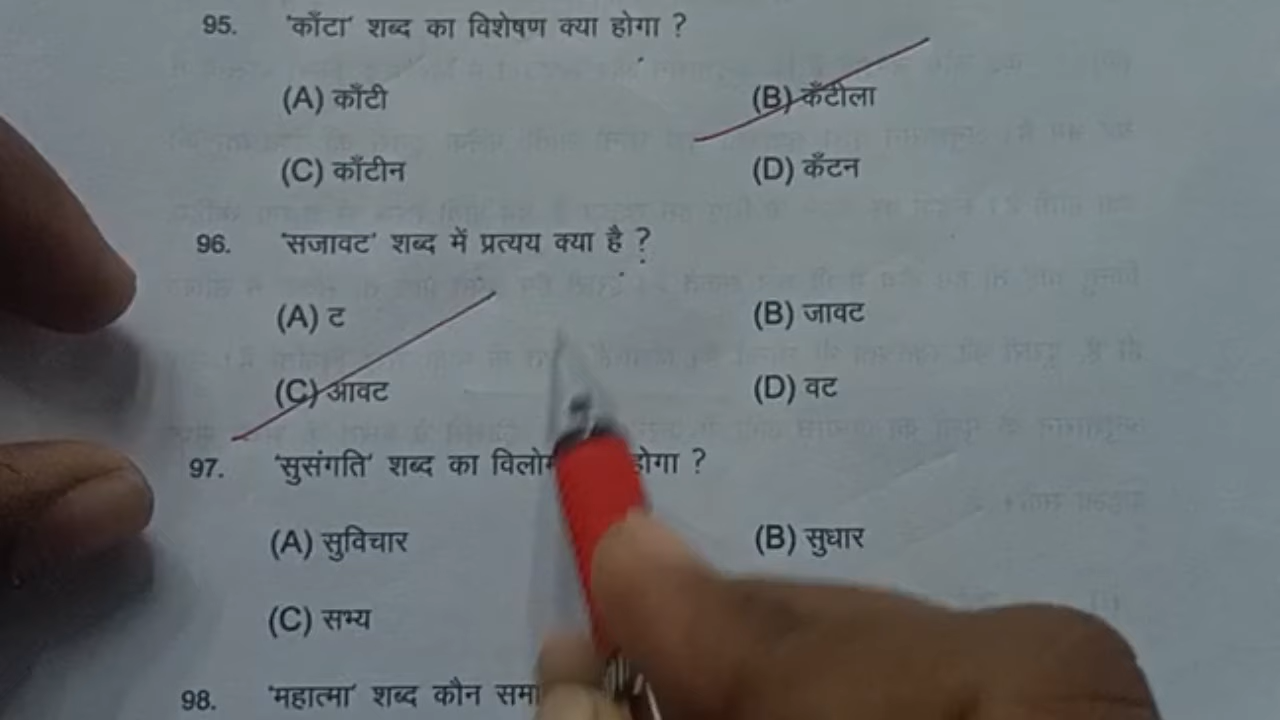 95. 'काँटा' शब्द का विशेषण क्या होगा ?
(A) काँटी (B) कँटीला
(C) काँटीन (D) कँटन
96. 'सजावट' शब्द में प्रत्यय क्या है ?
(A) ट (B) जावट
(C) आवट (D) वट
97. 'सुसंगति' शब्द का होगा ?
(A) सुविचार (B) सुधार
(C) सभ्य
98. 'महात्मा' शब्द कौन